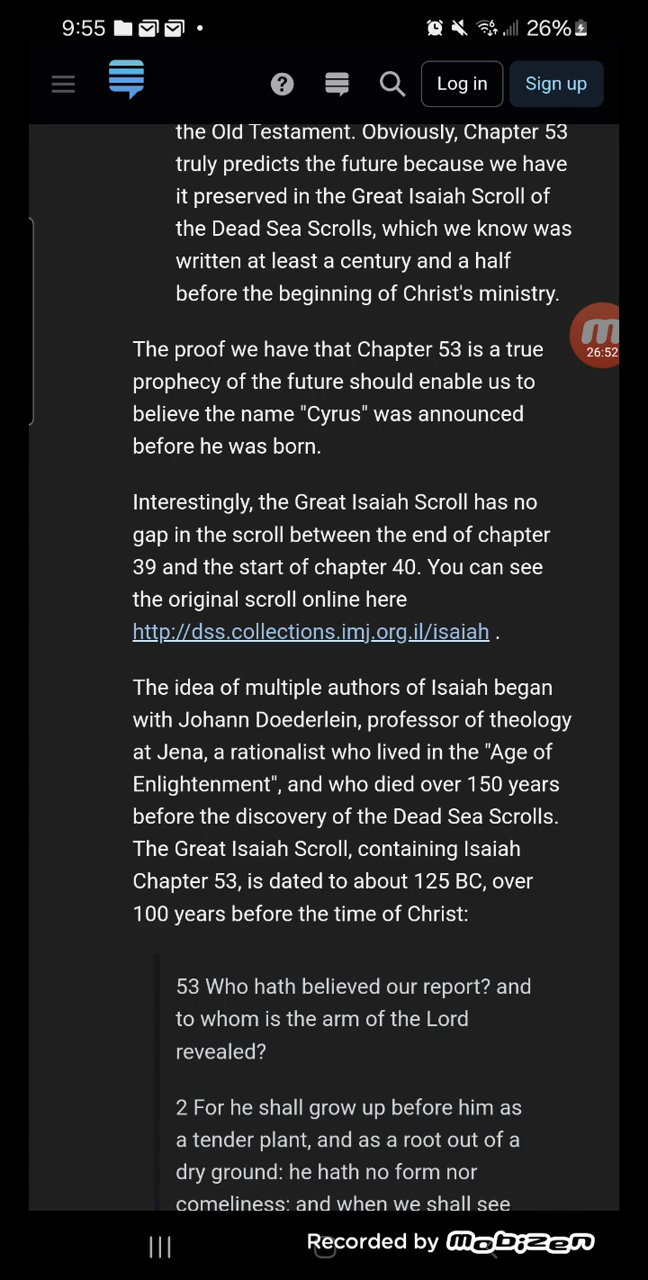 9:55
26%
Log in
Sign up
the Old Testament. Obviously, Chapter 53
truly predicts the future because we have
it preserved in the Great Isaiah Scroll of
the Dead Sea Scrolls, which we know was
written at least a century and a half
before the beginning of Christ's ministry.
26:52
The proof we have that Chapter 53 is a true
prophecy of the future should enable us to
believe the name "Cyrus" was announced
before he was born.
Interestingly, the Great Isaiah Scroll has no
gap in the scroll between the end of chapter
39 and the start of chapter 40. You can see
the original scroll online here
http://dss.collections.imj.org.il/isaiah .
The idea of multiple authors of Isaiah began
with Johann Doederlein, professor of theology
at Jena, a rationalist who lived in the "Age of
Enlightenment", and who died over 150 years
before the discovery of the Dead Sea Scrolls.
The Great Isaiah Scroll, containing Isaiah
Chapter 53, is dated to about 125 BC, over
100 years before the time of Christ:
53 Who hath believed our report? and
to whom is the arm of the Lord
revealed?
2 For he shall grow up before him as
a tender plant, and as a root out of a
dry ground: he hath no form nor
comeliness; and when we shall see
Recorded by mobizen